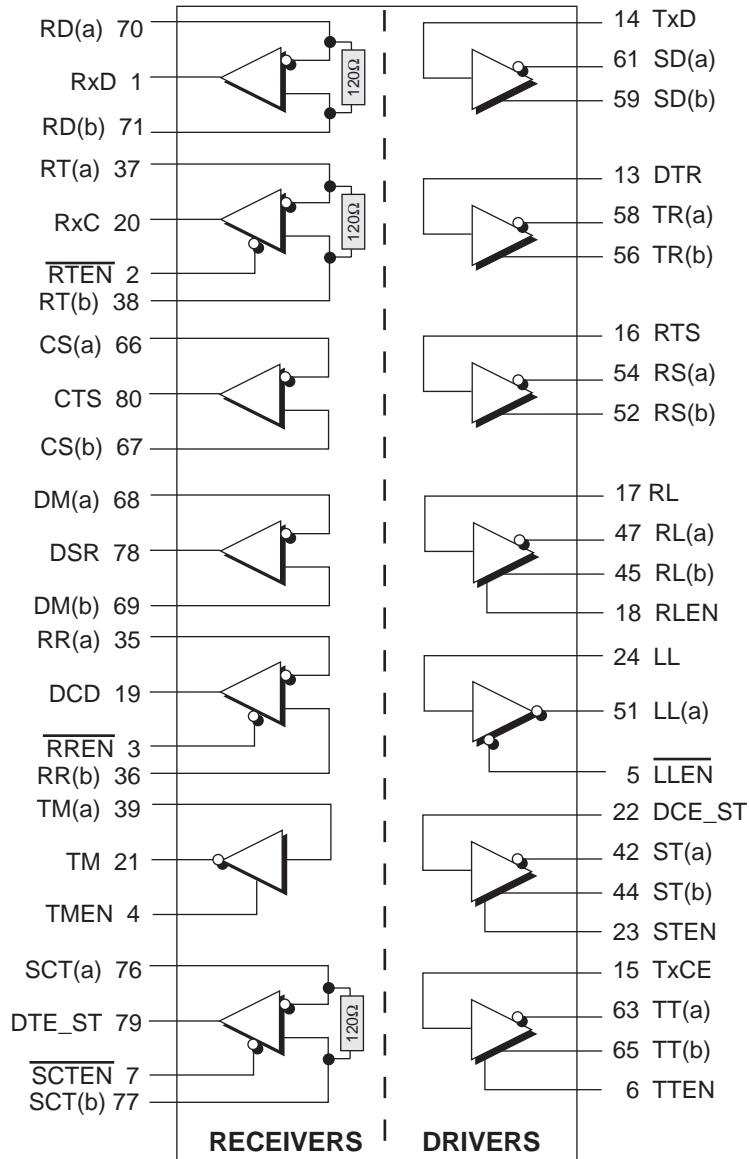 RD(a) 70
RxD 1
RD(b) 71
120Ω
RT(a) 37
RxC 20
RTEN 2
RT(b) 38
120Ω
CS(a) 66
CTS 80
CS(b) 67
DM(a) 68
DSR 78
DM(b) 69
RR(a) 35
DCD 19
RREN 3
RR(b) 36
TM(a) 39
TM 21
TMEN 4
SCT(a) 76
DTE_ST 79
SCTEN 7
SCT(b) 77
120Ω
RECEIVERS
14 TxD
61 SD(a)
59 SD(b)
13 DTR
58 TR(a)
56 TR(b)
16 RTS
54 RS(a)
52 RS(b)
17 RL
47 RL(a)
45 RL(b)
18 RLEN
24 LL
51 LL(a)
5 LLEN
22 DCE_ST
42 ST(a)
44 ST(b)
23 STEN
15 TxCE
63 TT(a)
65 TT(b)
6 TTEN
DRIVERS